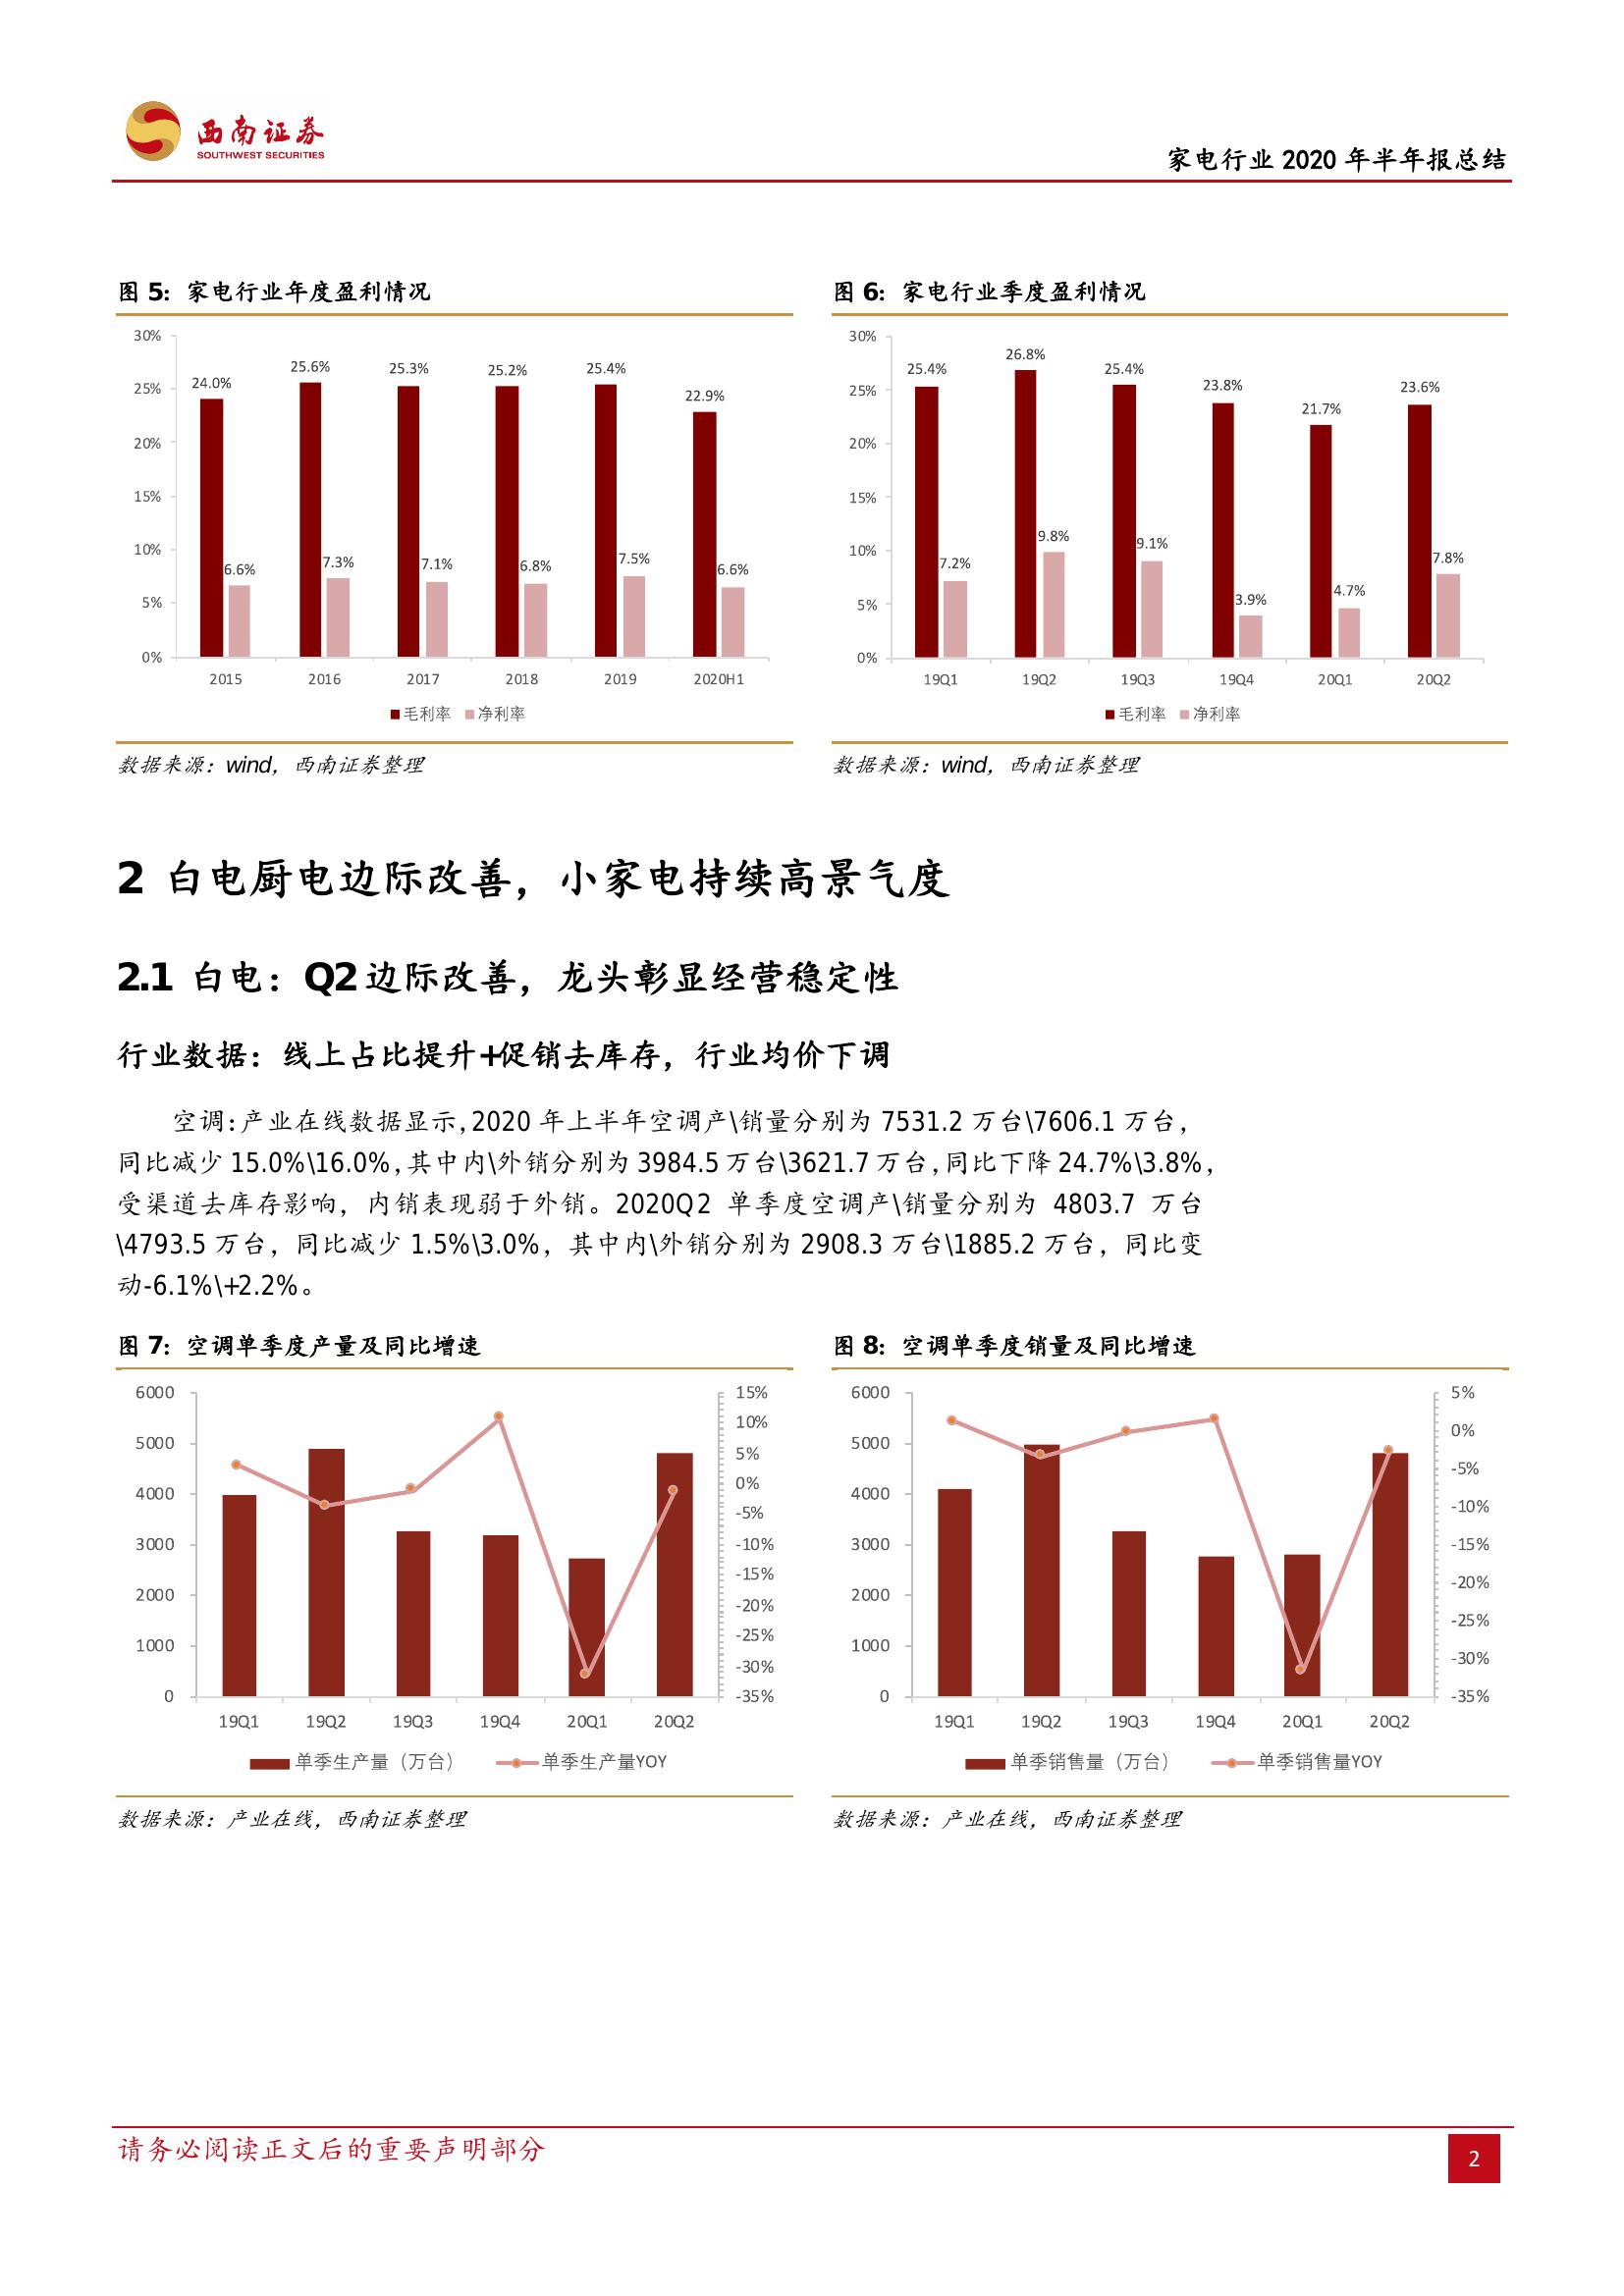 西南证券
SOUTHWEST SECURITIES
家电行业 2020 年半年报总结
图 5：家电行业年度盈利情况
30%
25%
20%
15%
10%
5%
0%
24.0%
25.6%
25.3%
25.2%
25.4%
22.9%
6.6%
7.3%
7.1%
6.8%
7.5%
6.6%
2015
2016
2017
2018
2019
2020H1
毛利率 净利率
数据来源：wind，西南证券整理
图 6：家电行业季度盈利情况
30%
25%
20%
15%
10%
5%
0%
25.4%
26.8%
25.4%
23.8%
21.7%
23.6%
7.2%
9.8%
9.1%
3.9%
4.7%
7.8%
19Q1
19Q2
19Q3
19Q4
20Q1
20Q2
毛利率 净利率
数据来源：wind，西南证券整理
2 白电厨电边际改善，小家电持续高景气度
2.1 白电：Q2 边际改善，龙头彰显经营稳定性
行业数据：线上占比提升+促销去库存，行业均价下调
空调：产业在线数据显示，2020 年上半年空调产\销量分别为 7531.2 万台\7606.1 万台，
同比减少 15.0%\16.0%，其中内\外销分别为 3984.5 万台\3621.7 万台，同比下降 24.7%\3.8%，
受渠道去库存影响，内销表现弱于外销。2020Q2 单季度空调产\销量分别为 4803.7 万台
\4793.5 万台，同比减少 1.5%\3.0%，其中内\外销分别为 2908.3 万台\1885.2 万台，同比变
动-6.1%\+2.2%。
图 7：空调单季度产量及同比增速
6000
5000
4000
3000
2000
1000
0
15%
10%
5%
0%
-5%
-10%
-15%
-20%
-25%
-30%
-35%
19Q1
19Q2
19Q3
19Q4
20Q1
20Q2
单季生产量（万台） 单季生产量YOY
数据来源：产业在线，西南证券整理
图 8：空调单季度销量及同比增速
6000
5000
4000
3000
2000
1000
0
5%
0%
-5%
-10%
-15%
-20%
-25%
-30%
-35%
19Q1
19Q2
19Q3
19Q4
20Q1
20Q2
单季销售量（万台） 单季销售量YOY
数据来源：产业在线，西南证券整理
请务必阅读正文后的重要声明部分
2